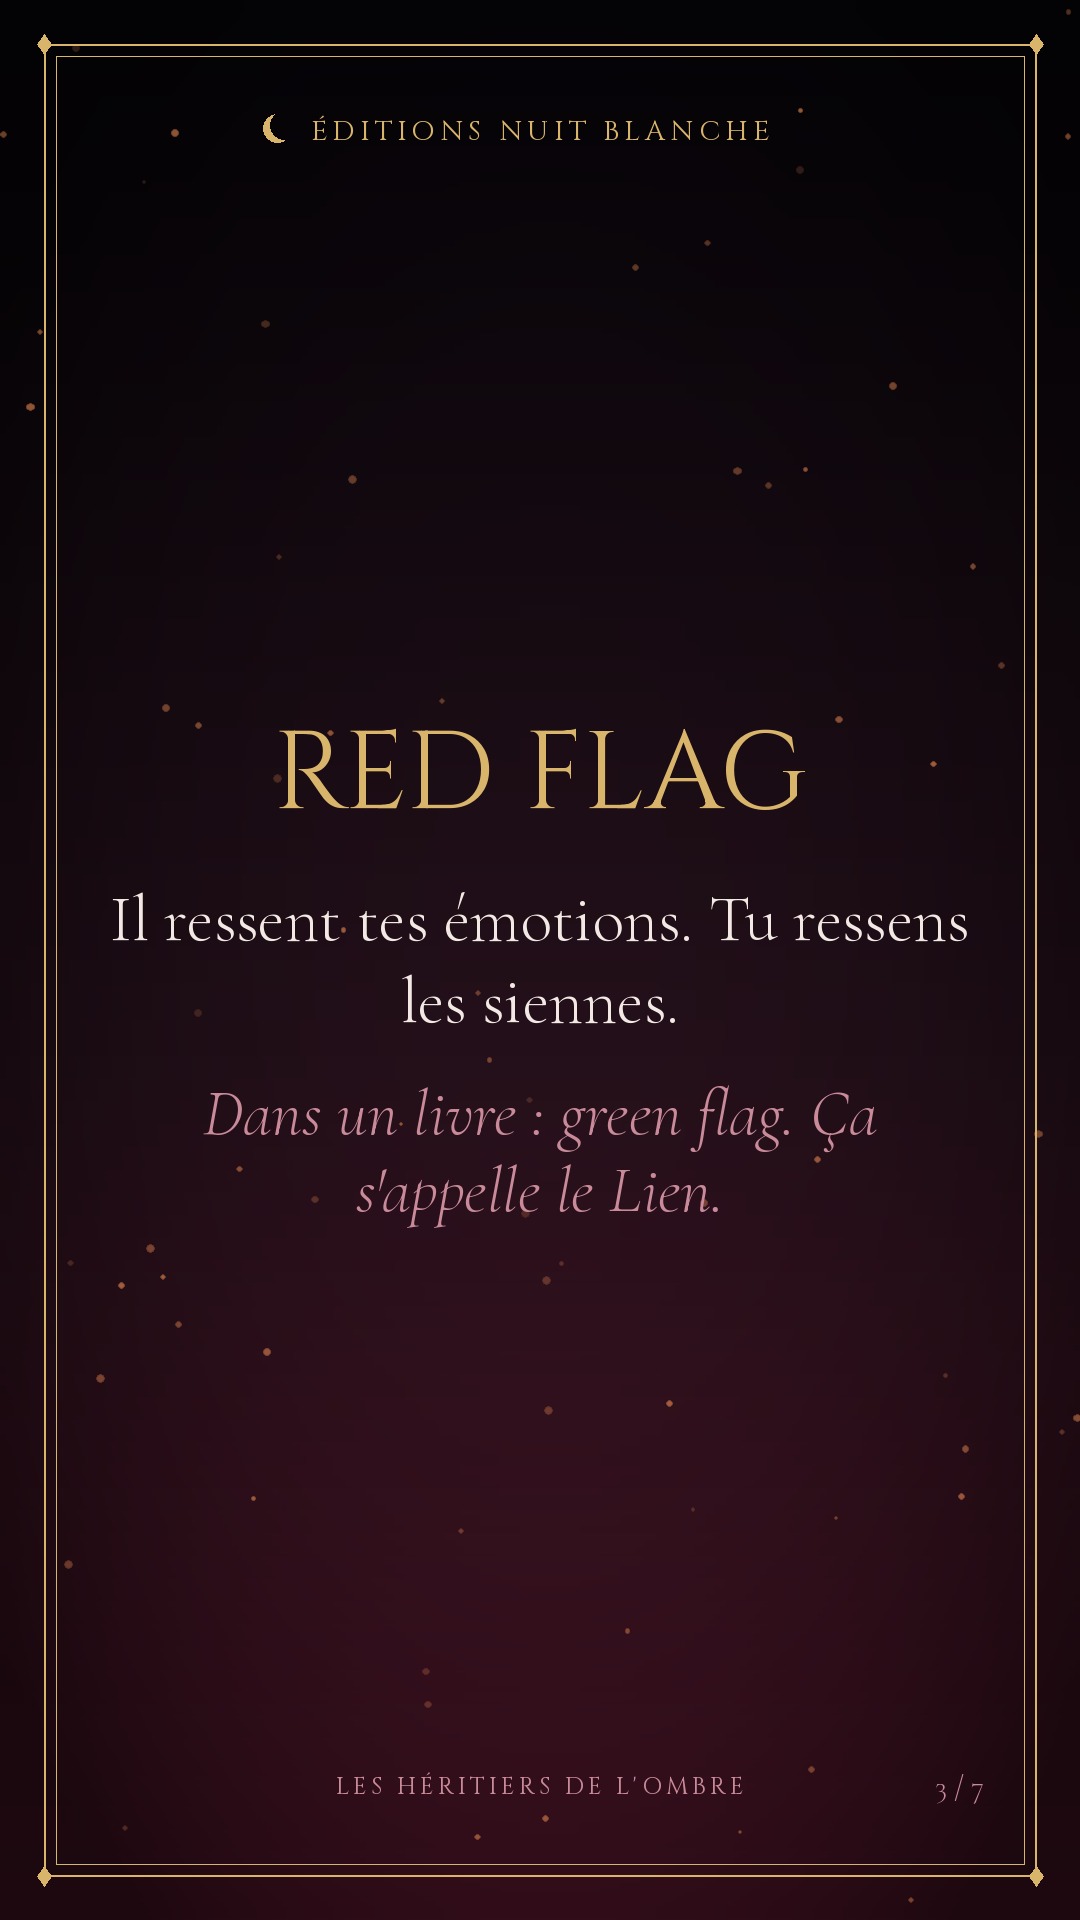 ÉDITIONS NUIT BLANCHE
RED FLAG
Il ressent tes émotions. Tu ressens
les siennes.
Dans un livre : green flag. Ça
s'appelle le Lien.
LES HÉRITIERS DE L'OMBRE
3/7